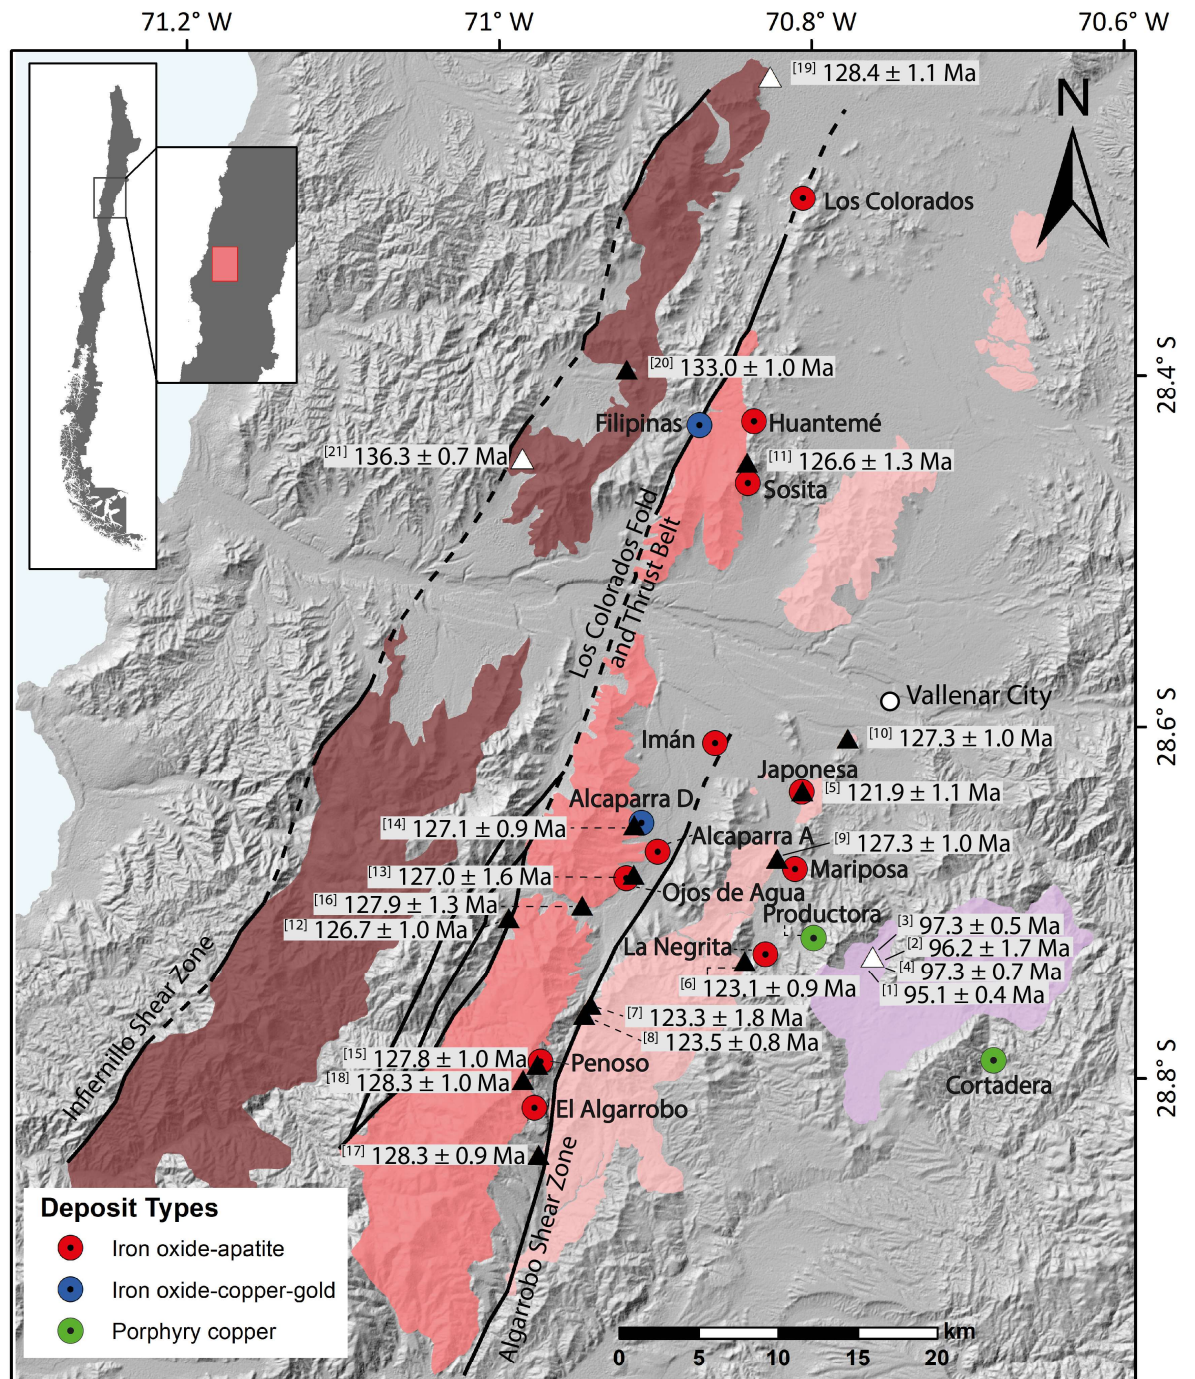 71.2° W
71° W
70.8° W
70.6° W
[19] 128.4 ± 1.1 Ma
N
Los Colorados
28.4° S
[20] 133.0 ± 1.0 Ma
Filipinas
Huantemé
[21] 136.3 ± 0.7 Ma
[11] 126.6 ± 1.3 Ma
Sosita
Los Colorados Fold
and Thrust Belt
Vallenar City
28.6° S
Imán
[10] 127.3 ± 1.0 Ma
Japonesa
[5] 121.9 ± 1.1 Ma
Alcaparra D
[14] 127.1 ± 0.9 Ma
Alcaparra A
[9] 127.3 ± 1.0 Ma
Mariposa
[13] 127.0 ± 1.6 Ma
Ojos de Agua
[16] 127.9 ± 1.3 Ma
Productora
[12] 126.7 ± 1.0 Ma
[3] 97.3 ± 0.5 Ma
[2] 96.2 ± 1.7 Ma
[4] 97.3 ± 0.7 Ma
[1] 95.1 ± 0.4 Ma
La Negrita
[6] 123.1 ± 0.9 Ma
Infiernillo Shear Zone
[7] 123.3 ± 1.8 Ma
[8] 123.5 ± 0.8 Ma
[15] 127.8 ± 1.0 Ma
Penoso
[18] 128.3 ± 1.0 Ma
28.8° S
Cortadera
El Algarrobo
[17] 128.3 ± 0.9 Ma
Algarrobo Shear Zone
Deposit Types
Iron oxide-apatite
Iron oxide-copper-gold
Porphyry copper
km
0 5 10 15 20